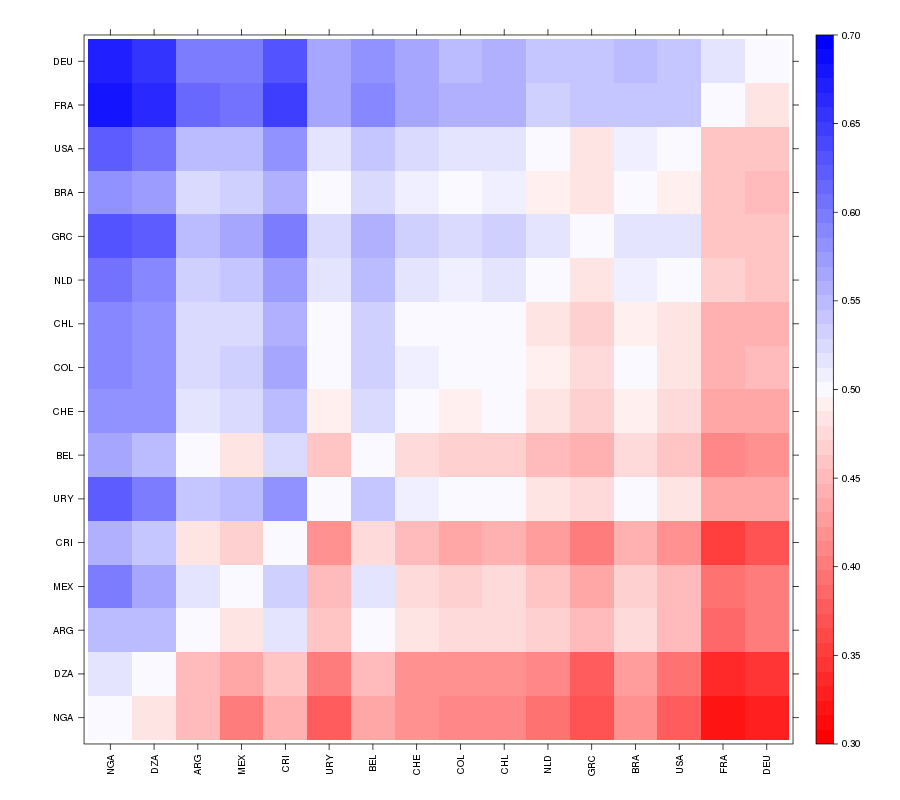 0.70
DEU
FRA
0.65
USA
BRA
0.60
GRC
NLD
0.55
CHL
COL
0.50
CHE
BEL
0.45
URY
CRI
0.40
MEX
ARG
0.35
DZA
NGA
0.30
NGA DZA ARG MEX CRI URY BEL CHE COL CHL NLD GRC BRA USA FRA DEU